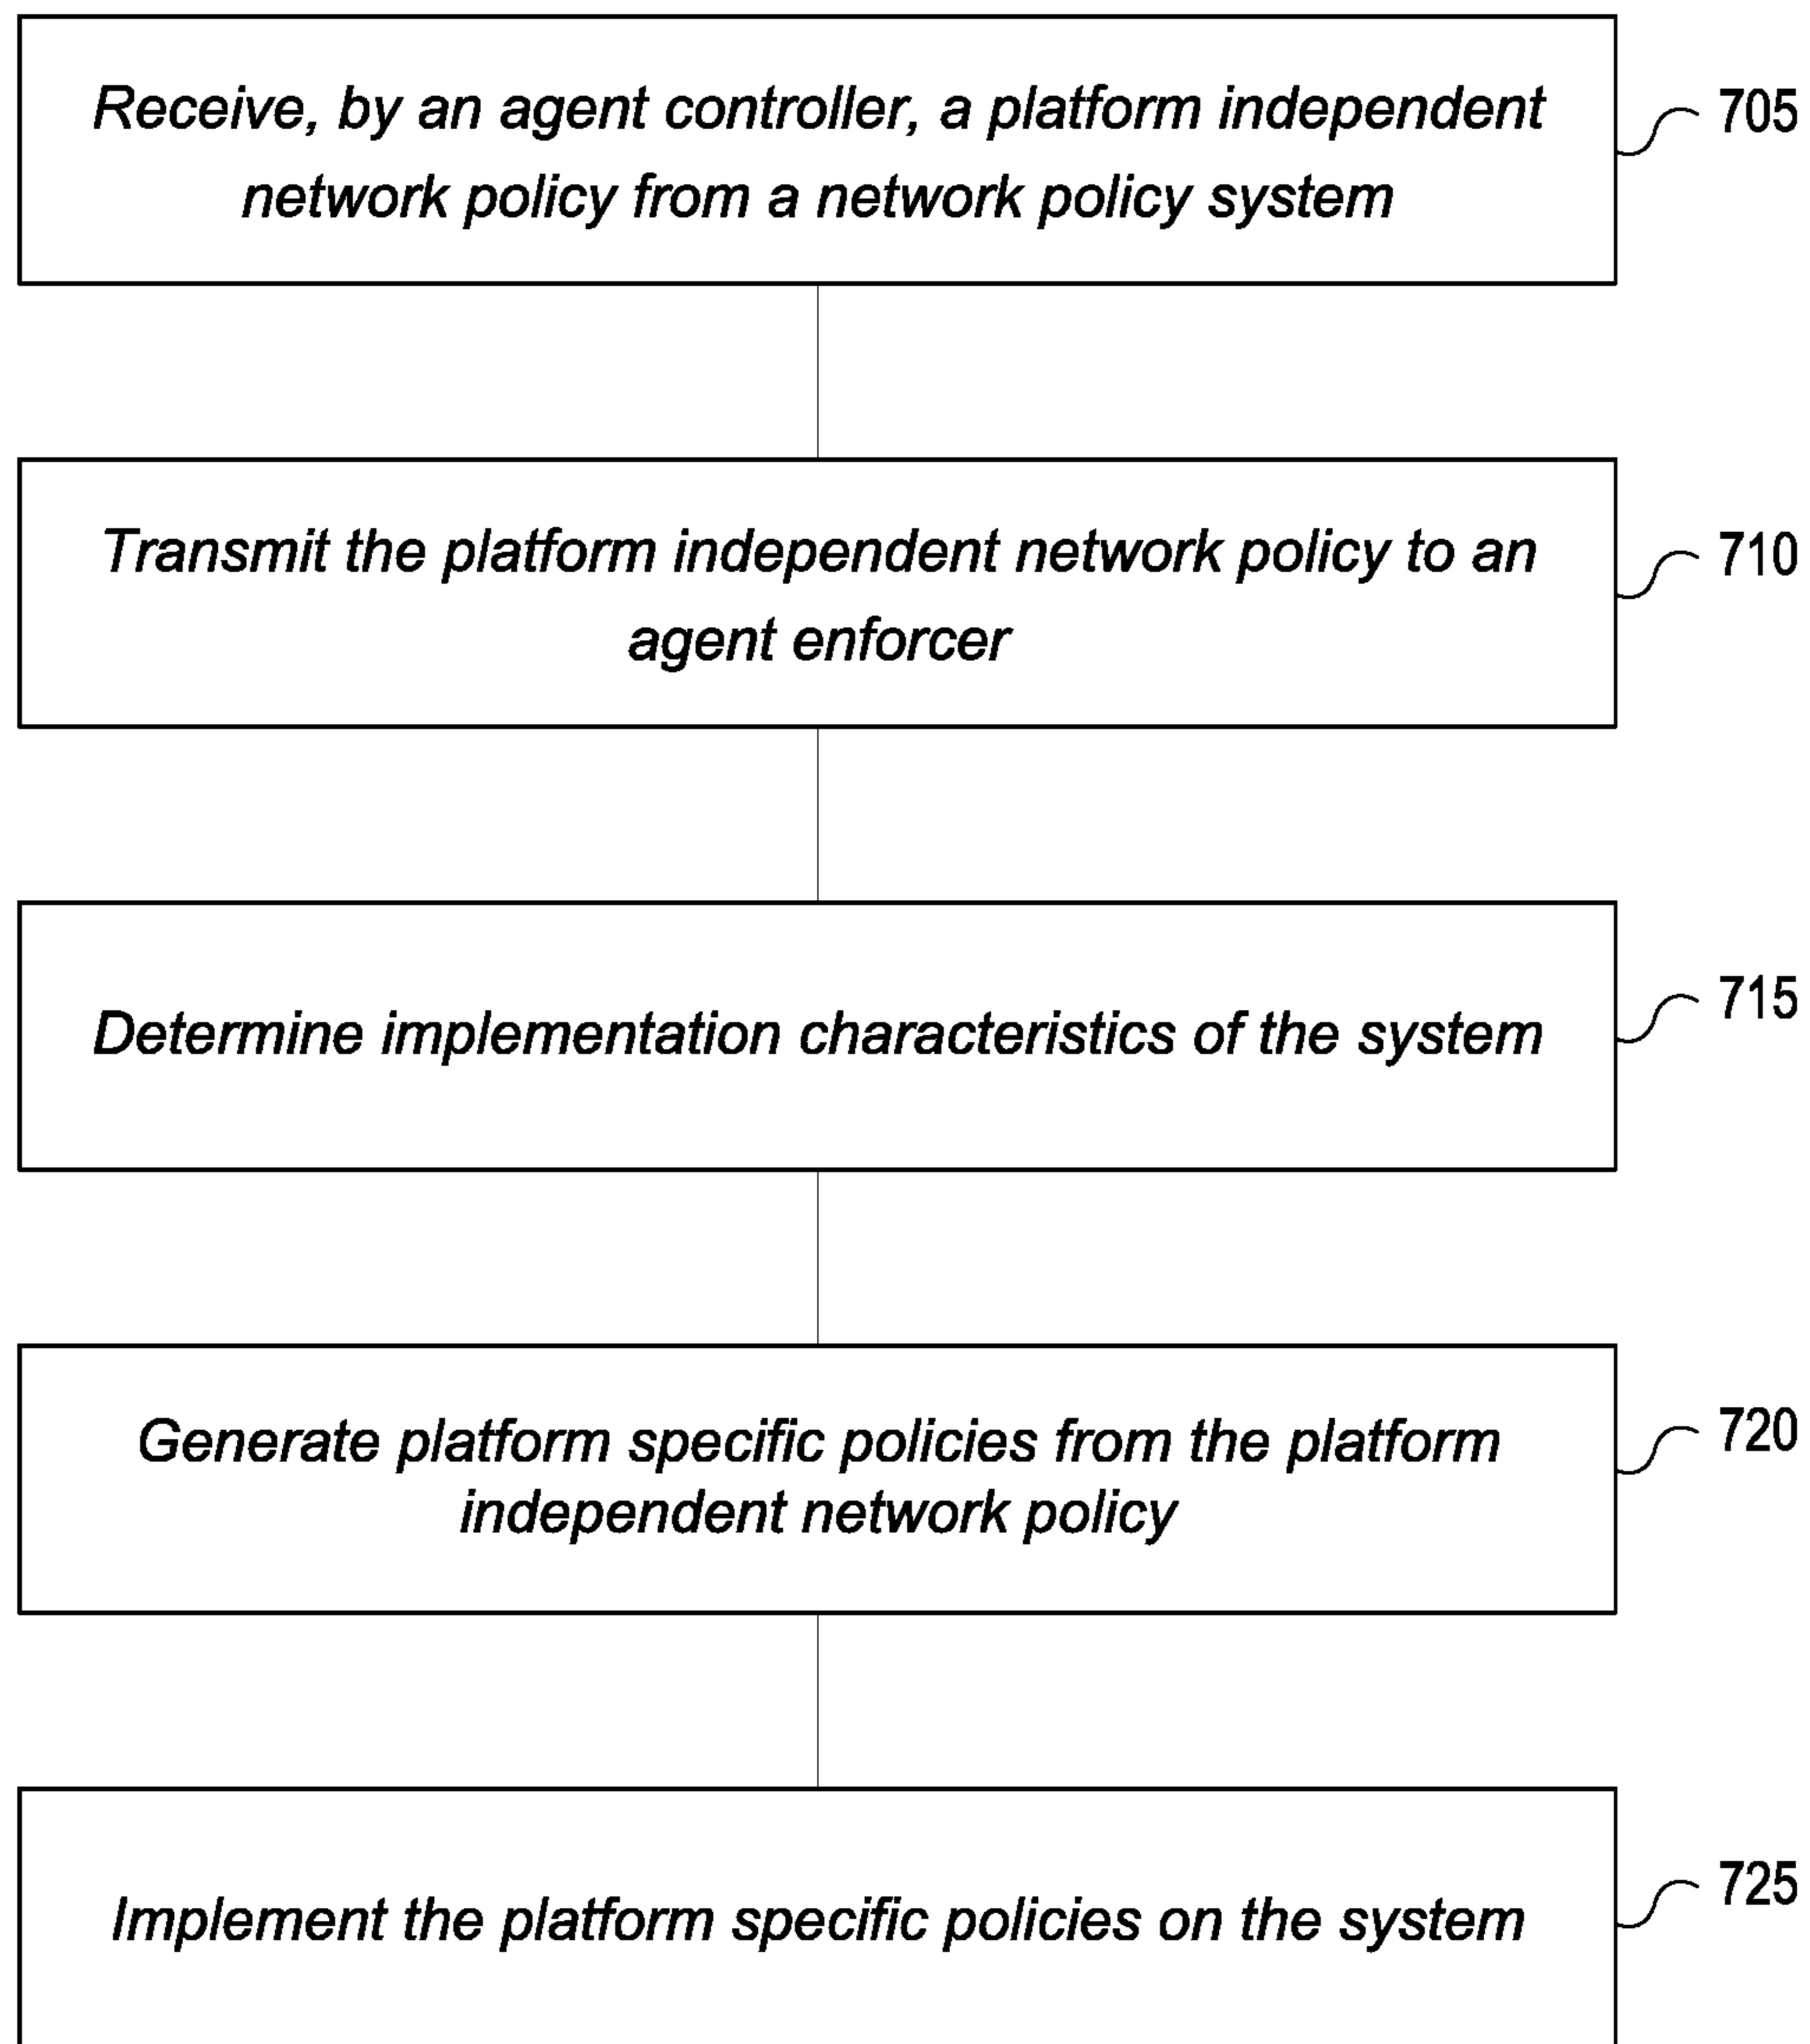 Receive, by an agent controller, a platform independent
network policy from a network policy system
705
Transmit the platform independent network policy to an
agent enforcer
710
Determine implementation characteristics of the system
715
Generate platform specific policies from the platform
independent network policy
720
Implement the platform specific policies on the system
725